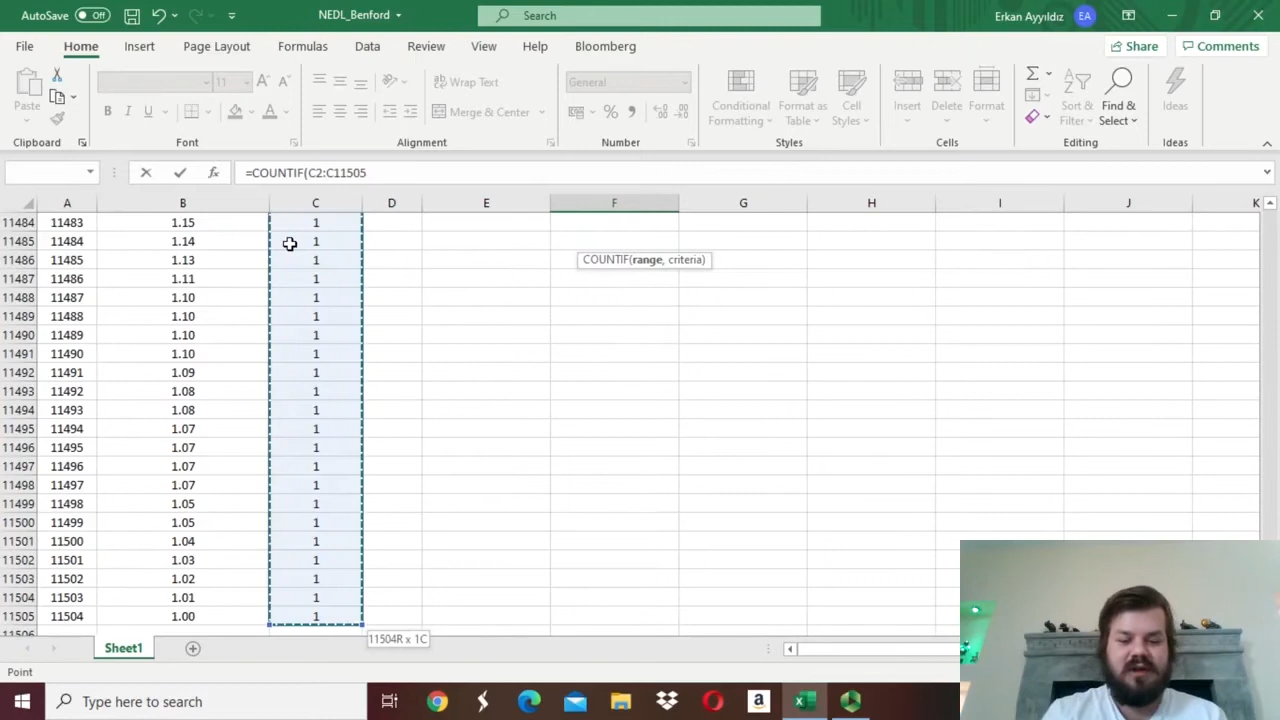 AutoSave Off NEDL_Benford Search Erkan Ayyıldız EA
File Home Insert Page Layout Formulas Data Review View Help Bloomberg Share Comments
Paste 11 Wrap Text General Conditional Formatting Format as Table Cell Styles Insert Delete Format Sort & Filter Find & Select Ideas
Clipboard Font Alignment Merge & Center Number Styles Cells Editing Ideas
=COUNTIF(C2:C11505
A B C D E F G H I J K
11484 11483 1.15 1
11485 11484 1.14 1
11486 11485 1.13 1 COUNTIF(range, criteria)
11487 11486 1.11 1
11488 11487 1.10 1
11489 11488 1.10 1
11490 11489 1.10 1
11491 11490 1.10 1
11492 11491 1.09 1
11493 11492 1.08 1
11494 11493 1.08 1
11495 11494 1.07 1
11496 11495 1.07 1
11497 11496 1.07 1
11498 11497 1.07 1
11499 11498 1.05 1
11500 11499 1.05 1
11501 11500 1.04 1
11502 11501 1.03 1
11503 11502 1.02 1
11504 11503 1.01 1
11505 11504 1.00 1
11506 11504R x 1C
Sheet1
Point
Type here to search